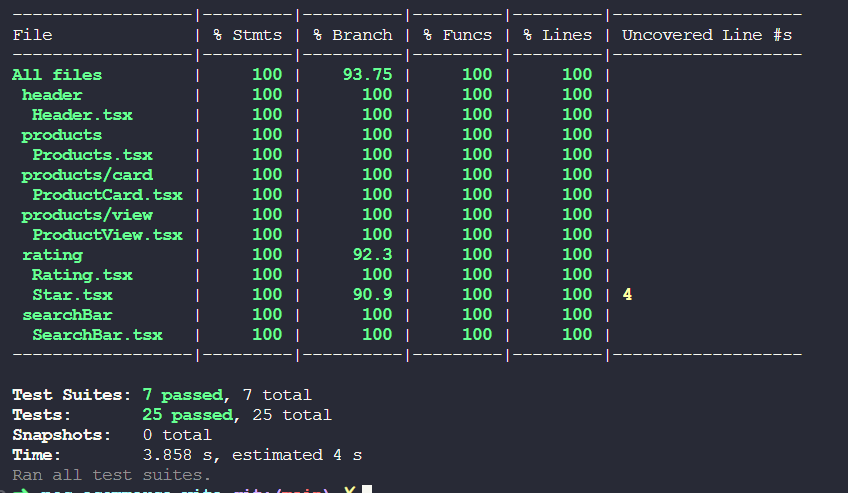 ------------------|---------|----------|---------|---------|-------------------
File              | % Stmts | % Branch | % Funcs | % Lines | Uncovered Line #s
------------------|---------|----------|---------|---------|-------------------
All files         |     100 |    93.75 |     100 |     100 |
 header           |     100 |      100 |     100 |     100 |
  Header.tsx      |     100 |      100 |     100 |     100 |
 products         |     100 |      100 |     100 |     100 |
  Products.tsx    |     100 |      100 |     100 |     100 |
 products/card    |     100 |      100 |     100 |     100 |
  ProductCard.tsx |     100 |      100 |     100 |     100 |
 products/view    |     100 |      100 |     100 |     100 |
  ProductView.tsx |     100 |      100 |     100 |     100 |
 rating           |     100 |     92.3 |     100 |     100 |
  Rating.tsx      |     100 |      100 |     100 |     100 |
  Star.tsx        |     100 |     90.9 |     100 |     100 | 4
 searchBar        |     100 |      100 |     100 |     100 |
  SearchBar.tsx   |     100 |      100 |     100 |     100 |
------------------|---------|----------|---------|---------|-------------------
Test Suites: 7 passed, 7 total
Tests:       25 passed, 25 total
Snapshots:   0 total
Time:        3.858 s, estimated 4 s
Ran all test suites.